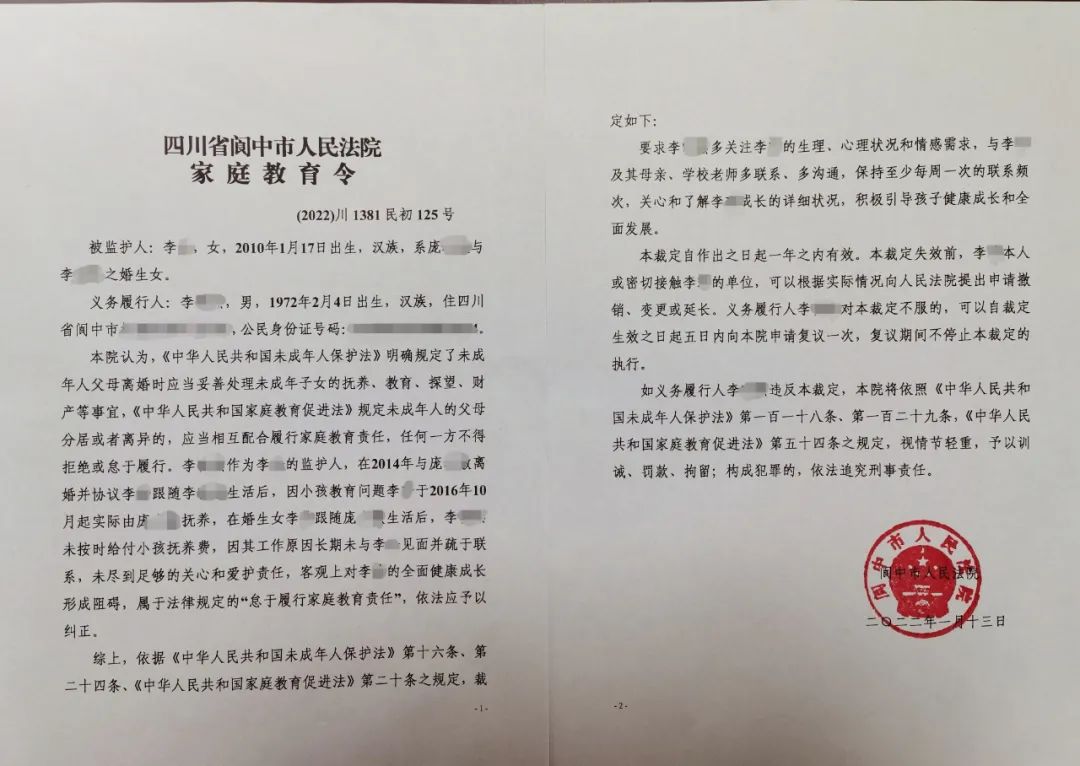 四川省阆中市人民法院
家庭教育令
(2022)川 1381 民初 125 号
被监护人：李，女，2010年1月17日出生，汉族，系庞与
李之婚生女。
义务履行人：李，男，1972年2月4日出生，汉族，住四川
省阆中市，公民身份证号码：。
本院认为，《中华人民共和国未成年人保护法》明确规定了未成
年人父母离婚时应当妥善处理未成年子女的抚养、教育、探望、财
产等事宜，《中华人民共和国家庭教育促进法》规定未成年人的父母
分居或者离异的，应当相互配合履行家庭教育责任，任何一方不得
拒绝或怠于履行。李作为李的监护人，在2014年与庞离
婚并协议李跟随李生活后，因小孩教育问题李于2016年10
月起实际由庞抚养，在婚生女李跟随庞生活后，李
未按时给付小孩抚养费，因其工作原因长期未与李见面并疏于联
系，未尽到足够的关心和爱护责任，客观上对李的全面健康成长
形成阻碍，属于法律规定的“怠于履行家庭教育责任”，依法应予以
纠正。
综上，依据《中华人民共和国未成年人保护法》第十六条、第
二十四条、《中华人民共和国家庭教育促进法》第二十条之规定，裁
-1-
定如下：
要求李多关注李的生理、心理状况和情感需求，与李
及其母亲、学校老师多联系、多沟通，保持至少每周一次的联系频
次，关心和了解李成长的详细状况，积极引导孩子健康成长和全
面发展。
本裁定自作出之日起一年之内有效。本裁定失效前，李本人
或密切接触李的单位，可以根据实际情况向人民法院提出申请撤
销、变更或延长。义务履行人李对本裁定不服的，可以自裁定
生效之日起五日内向本院申请复议一次，复议期间不停止本裁定的
执行。
如义务履行人李违反本裁定，本院将依照《中华人民共和
国未成年人保护法》第一百一十八条、第一百二十九条，《中华人民
共和国家庭教育促进法》第五十四条之规定，视情节轻重，予以训
诫、罚款、拘留；构成犯罪的，依法追究刑事责任。
阆中市人民法院
阆中市人民法院
二〇二二年一月十三日
-2-